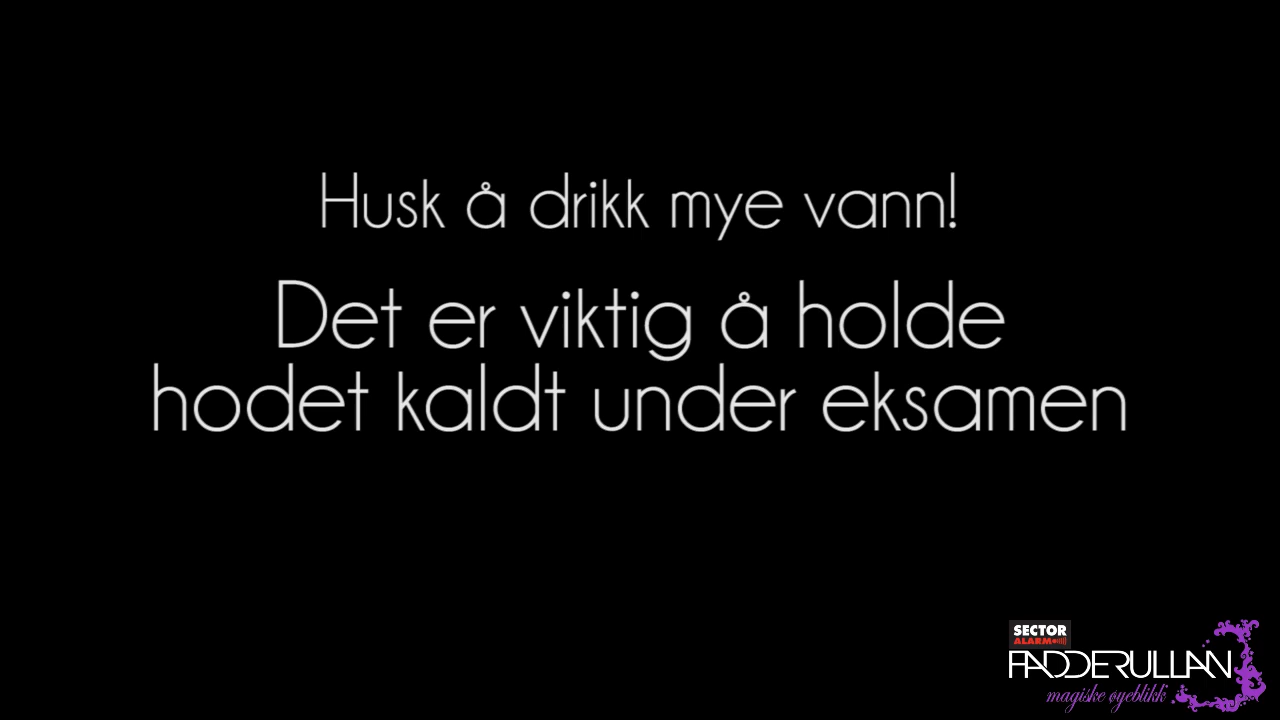 Husk å drikk mye vann!
Det er viktig å holde
hodet kaldt under eksamen
SECTOR
ALARM
FADDERULLAN
magiske øyeblikk